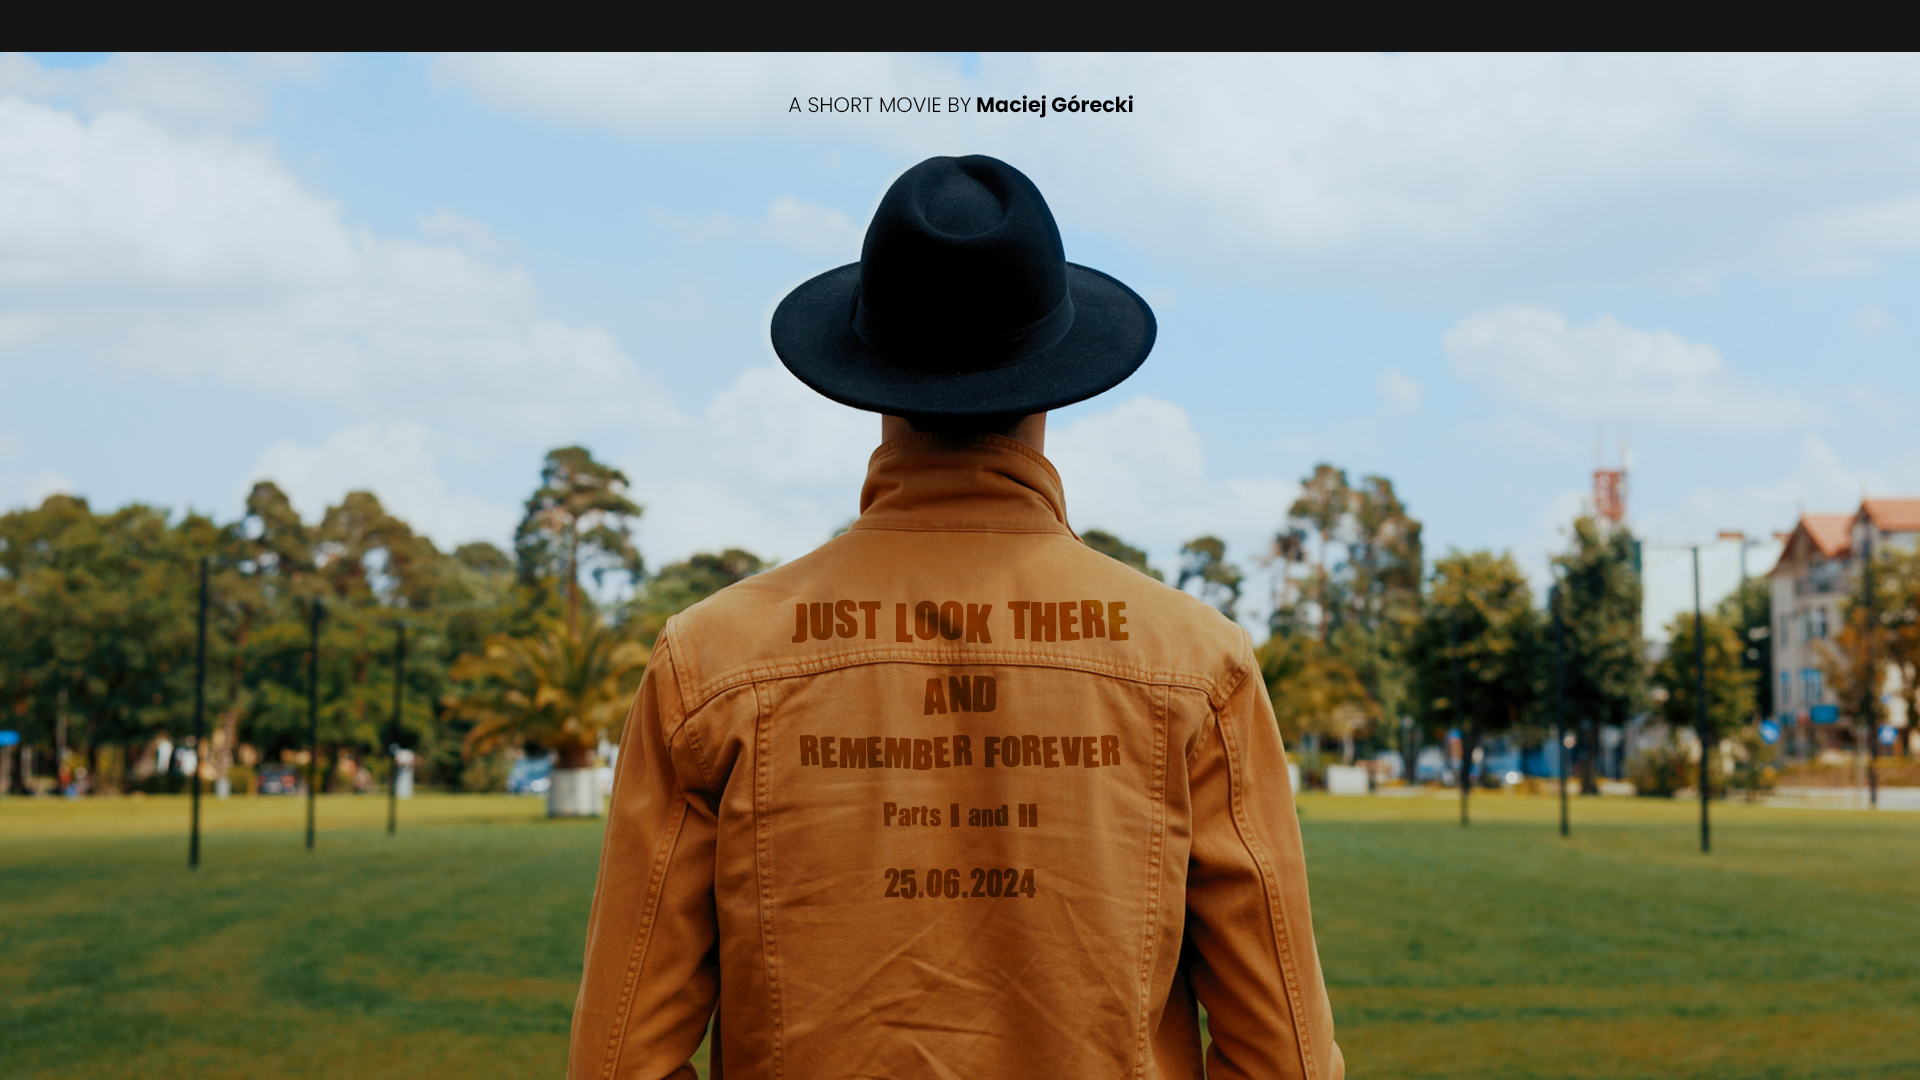 A SHORT MOVIE BY Maciej Górecki
JUST LOOK THERE
AND
REMEMBER FOREVER
Parts I and II
25.06.2024